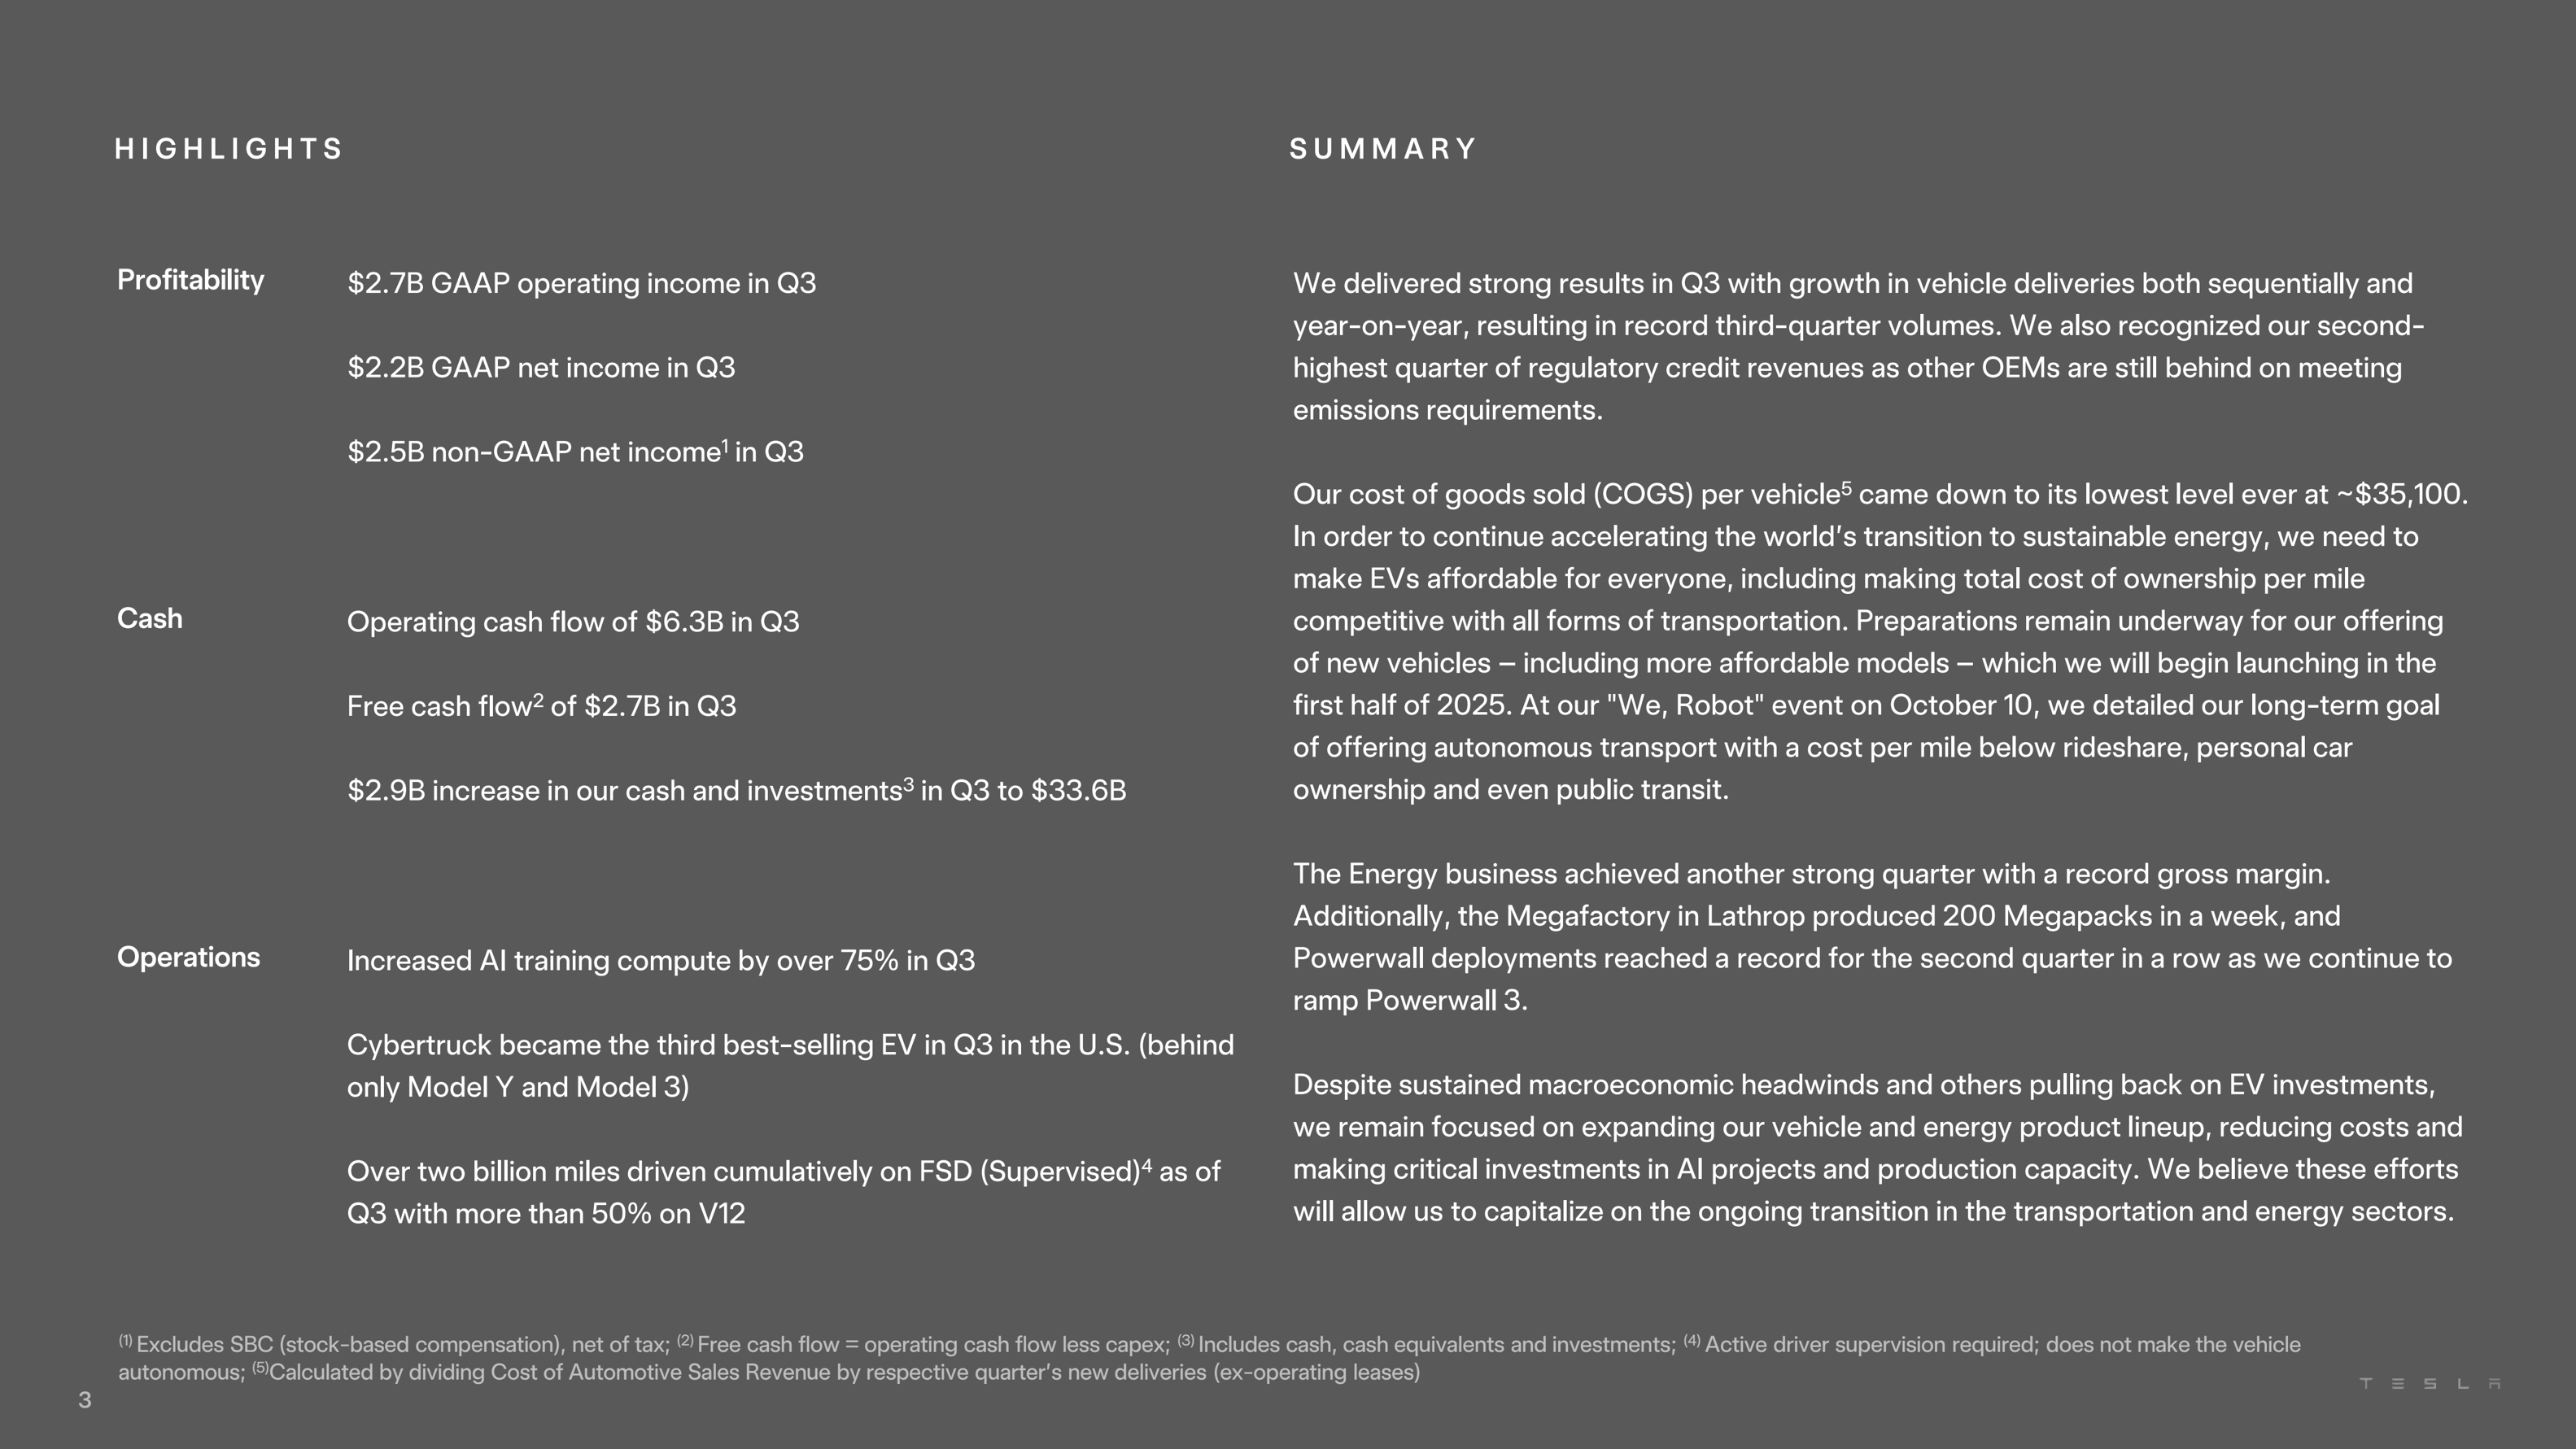 HIGHLIGHTS
Profitability
$2.7B GAAP operating income in Q3
$2.2B GAAP net income in Q3
$2.5B non-GAAP net income¹ in Q3
Cash
Operating cash flow of $6.3B in Q3
Free cash flow² of $2.7B in Q3
$2.9B increase in our cash and investments³ in Q3 to $33.6B
Operations
Increased AI training compute by over 75% in Q3
Cybertruck became the third best-selling EV in Q3 in the U.S. (behind
only Model Y and Model 3)
Over two billion miles driven cumulatively on FSD (Supervised)⁴ as of
Q3 with more than 50% on V12
SUMMARY
We delivered strong results in Q3 with growth in vehicle deliveries both sequentially and
year-on-year, resulting in record third-quarter volumes. We also recognized our second-
highest quarter of regulatory credit revenues as other OEMs are still behind on meeting
emissions requirements.
Our cost of goods sold (COGS) per vehicle⁵ came down to its lowest level ever at ~$35,100.
In order to continue accelerating the world's transition to sustainable energy, we need to
make EVs affordable for everyone, including making total cost of ownership per mile
competitive with all forms of transportation. Preparations remain underway for our offering
of new vehicles – including more affordable models – which we will begin launching in the
first half of 2025. At our "We, Robot" event on October 10, we detailed our long-term goal
of offering autonomous transport with a cost per mile below rideshare, personal car
ownership and even public transit.
The Energy business achieved another strong quarter with a record gross margin.
Additionally, the Megafactory in Lathrop produced 200 Megapacks in a week, and
Powerwall deployments reached a record for the second quarter in a row as we continue to
ramp Powerwall 3.
Despite sustained macroeconomic headwinds and others pulling back on EV investments,
we remain focused on expanding our vehicle and energy product lineup, reducing costs and
making critical investments in AI projects and production capacity. We believe these efforts
will allow us to capitalize on the ongoing transition in the transportation and energy sectors.
⁽¹⁾ Excludes SBC (stock-based compensation), net of tax; ⁽²⁾ Free cash flow = operating cash flow less capex; ⁽³⁾ Includes cash, cash equivalents and investments; ⁽⁴⁾ Active driver supervision required; does not make the vehicle
autonomous; ⁽⁵⁾Calculated by dividing Cost of Automotive Sales Revenue by respective quarter's new deliveries (ex-operating leases)
3
TESLA